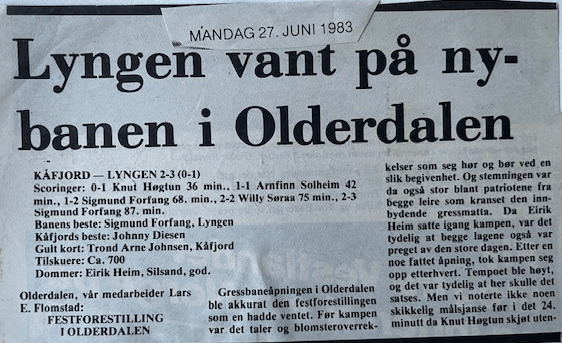 MANDAG 27. JUNI 1983
Lyngen vant på ny-
banen i Olderdalen
KÅFJORD — LYNGEN 2-3 (0-1)
Scoringer: 0-1 Knut Høgtun 36 min., 1-1 Arnfinn Solheim 42
min., 1-2 Sigmund Forfang 68. min., 2-2 Willy Søraa 75 min., 2-3
Sigmund Forfang 87. min.
Banens beste: Sigmund Forfang, Lyngen
Kåfjords beste: Johnny Diesen
Gult kort: Trond Arne Johnsen, Kåfjord
Tilskuere: Ca. 700
Dommer: Eirik Heim, Silsand, god.
Olderdalen, vår medarbeider Lars
E. Flomstad:
FESTFORESTILLING
I OLDERDALEN
Gressbaneåpningen i Olderdalen
ble akkurat den festforestillingen
som en hadde ventet. Før kampen
var det taler og blomsteroverrek-
kelser som seg hør og bør ved en
slik begivenhet. Og stemningen var
da også stor blant patriotene fra
begge leire som kranset den inn-
bydende gressmatta. Da Eirik
Heim satte igang kampen, var det
tydelig at begge lagene også var
preget av den store dagen. Etter en
noe fattet åpning, tok kampen seg
opp etterhvert. Tempoet ble høyt,
og det var tydelig at her skulle det
satses. Men vi noterte ikke noen
skikkelig målsjanse før i det 24.
minutt da Knut Høgtun skjøt uten-